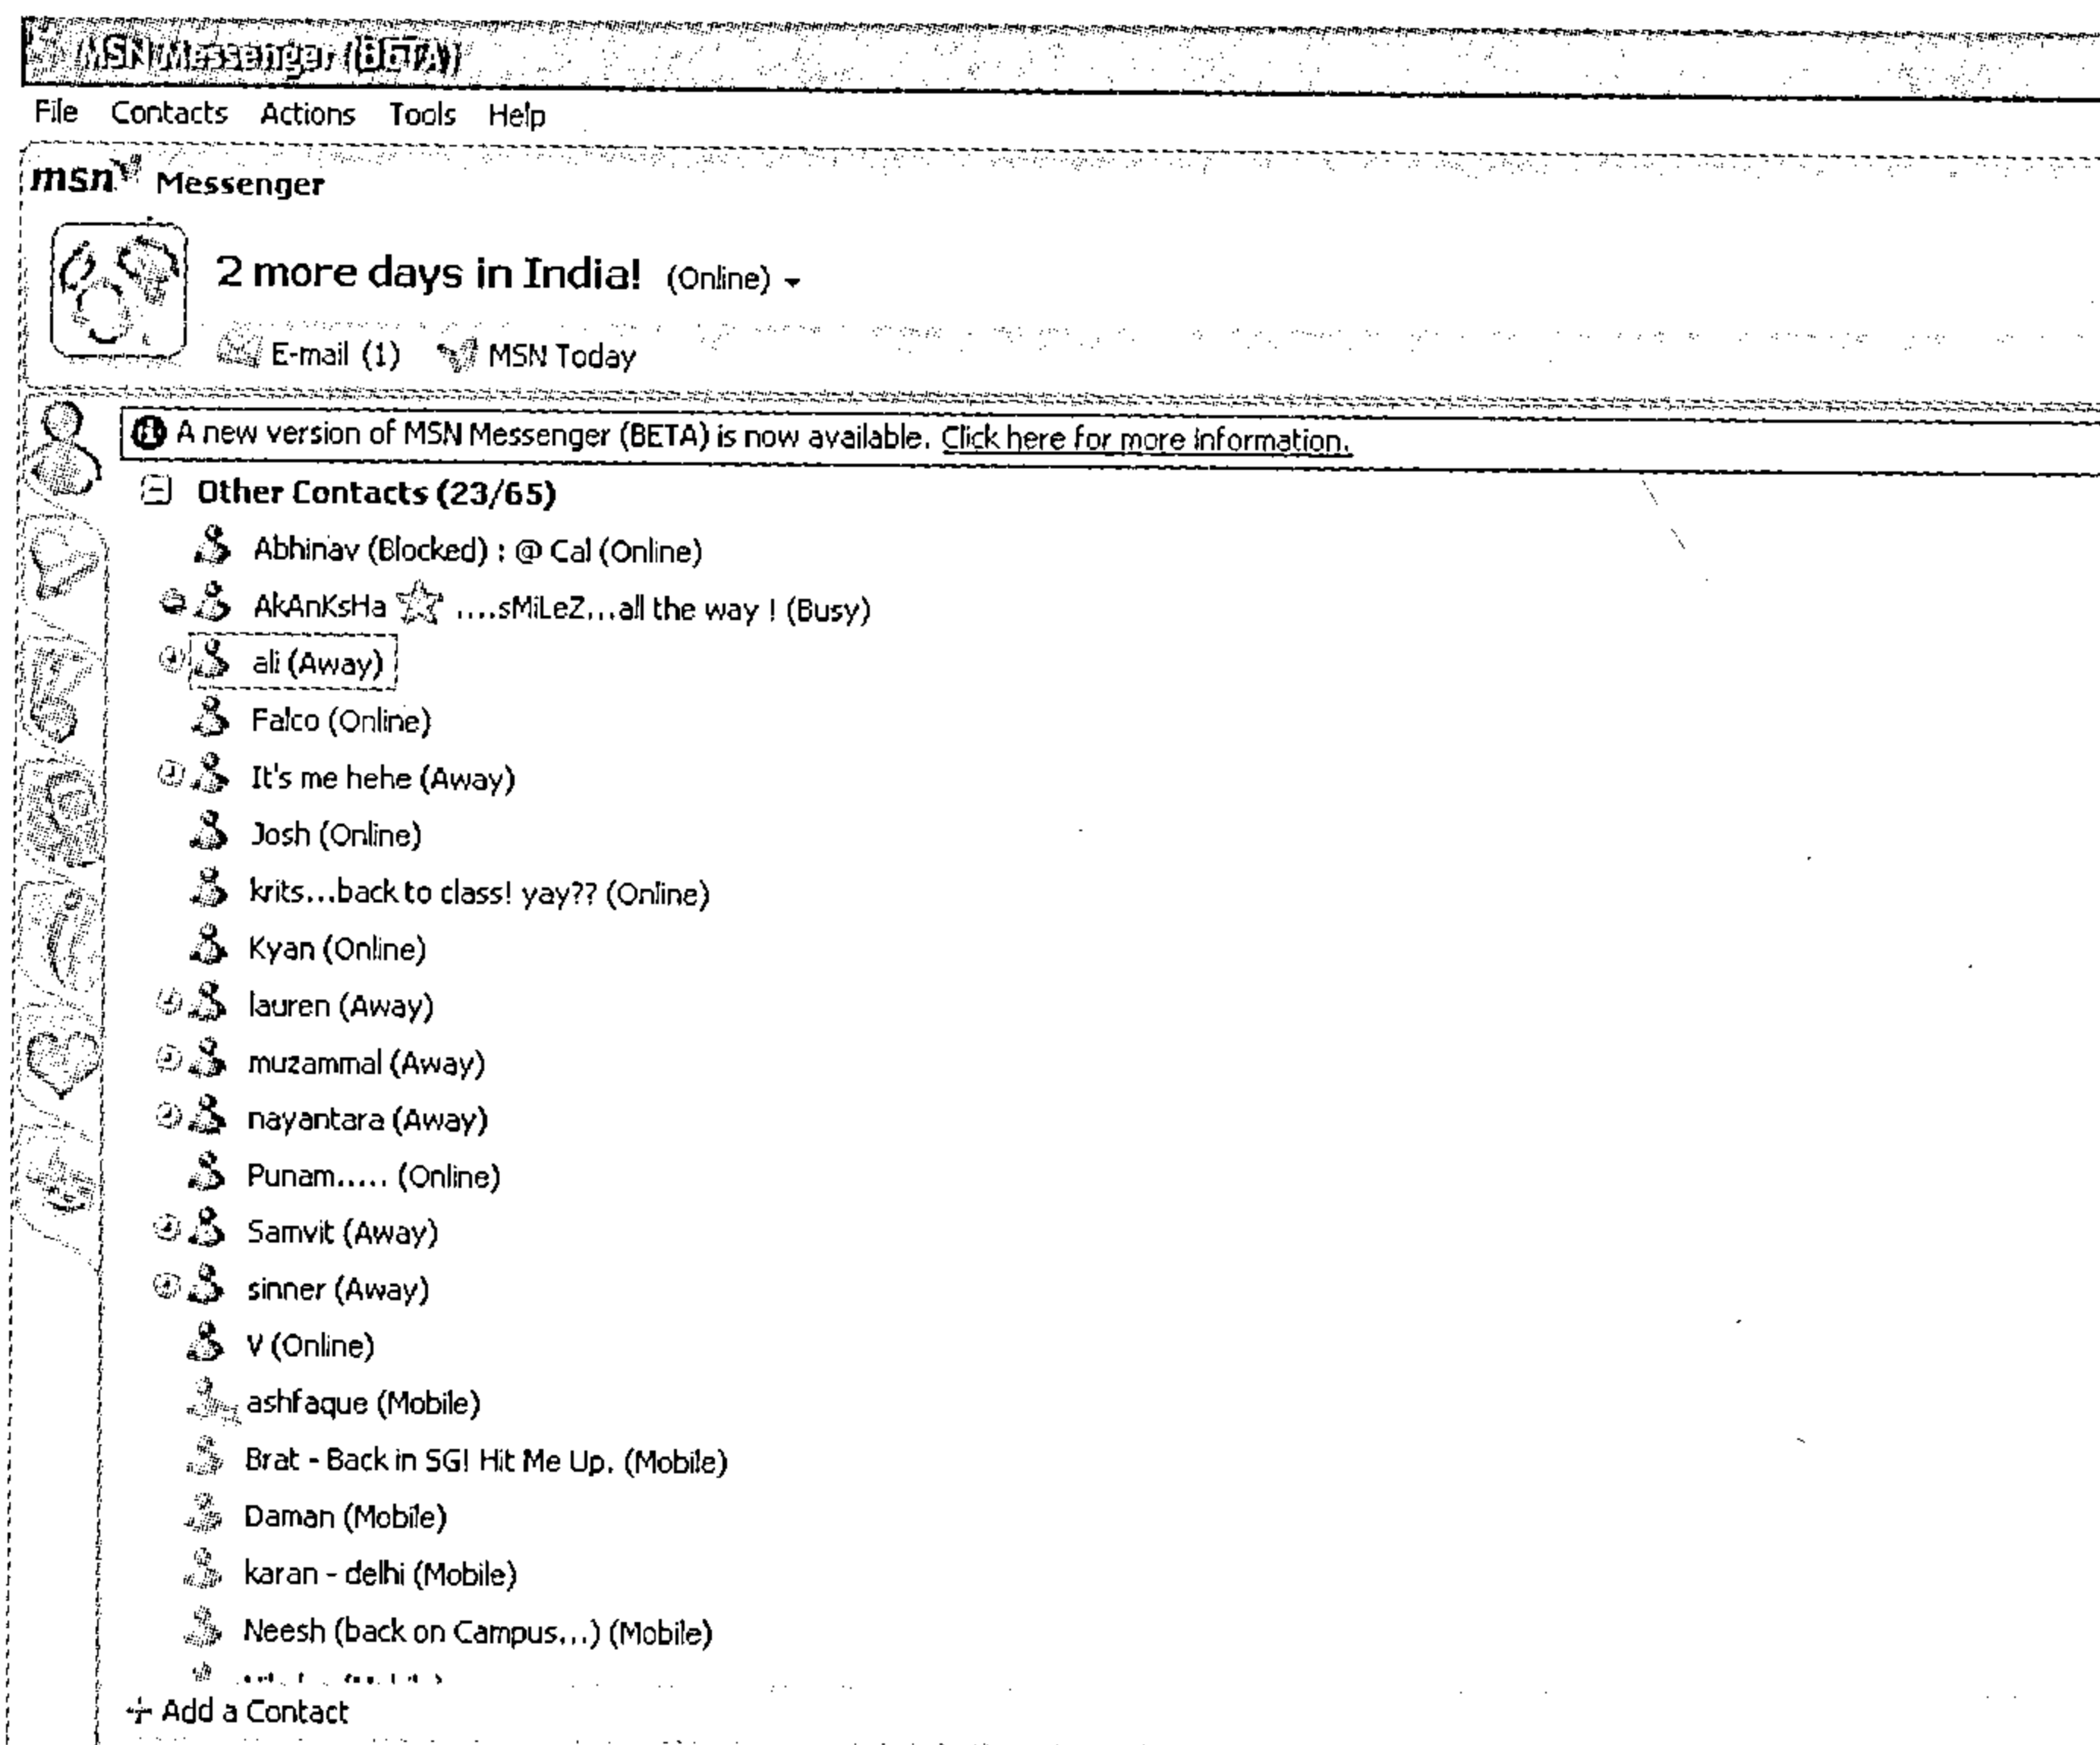 MSN Messenger (BETA)
File Contacts Actions Tools Help
msn Messenger
2 more days in India! (Online)
E-mail (1) MSN Today
A new version of MSN Messenger (BETA) is now available. Click here for more information.
Other Contacts (23/65)
Abhinav (Blocked) : @ Cal (Online)
AkAnKsHa ....sMiLeZ...all the way ! (Busy)
ali (Away)
Falco (Online)
It's me hehe (Away)
Josh (Online)
krits...back to class! yay?? (Online)
Kyan (Online)
lauren (Away)
muzammal (Away)
nayantara (Away)
Punam..... (Online)
Samvit (Away)
sinner (Away)
V (Online)
ashfaque (Mobile)
Brat - Back in SG! Hit Me Up. (Mobile)
Daman (Mobile)
karan - delhi (Mobile)
Neesh (back on Campus...) (Mobile)
Add a Contact